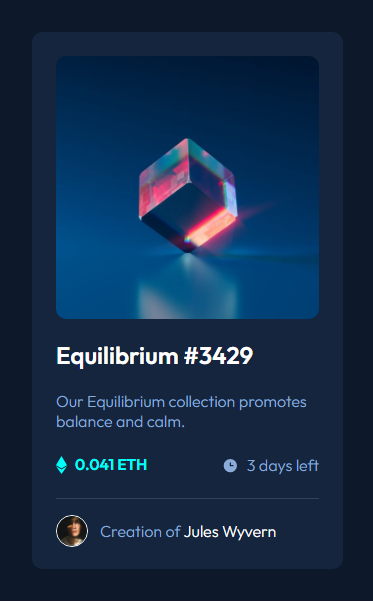 Equilibrium #3429
Our Equilibrium collection promotes
balance and calm.
0.041 ETH 3 days left
Creation of Jules Wyvern